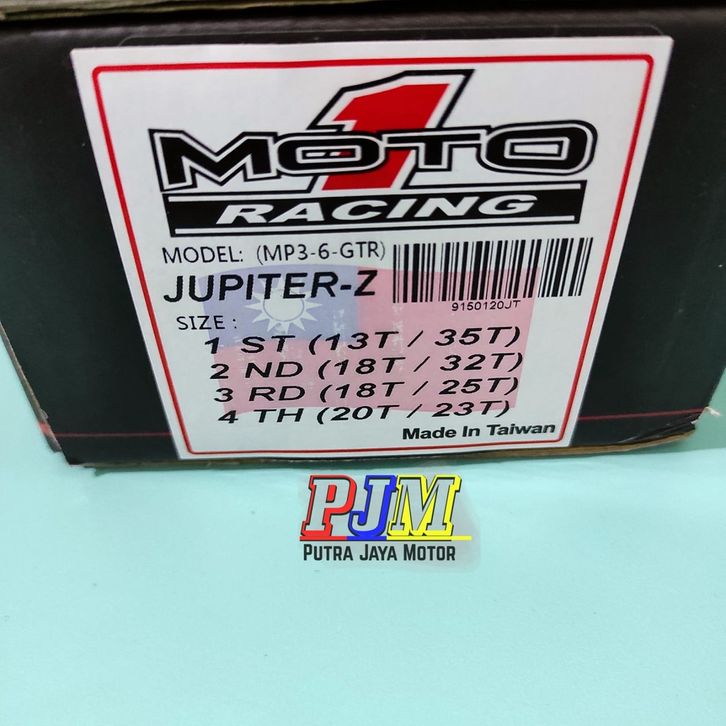 MOTO 1
RACING
MODEL: (MP3-6-GTR)
JUPITER-Z
9150120JT
SIZE :
1 ST (13T / 35T)
2 ND (18T / 32T)
3 RD (18T / 25T)
4 TH (20T / 23T)
Made In Taiwan
PJM
PUTRA JAYA MOTOR